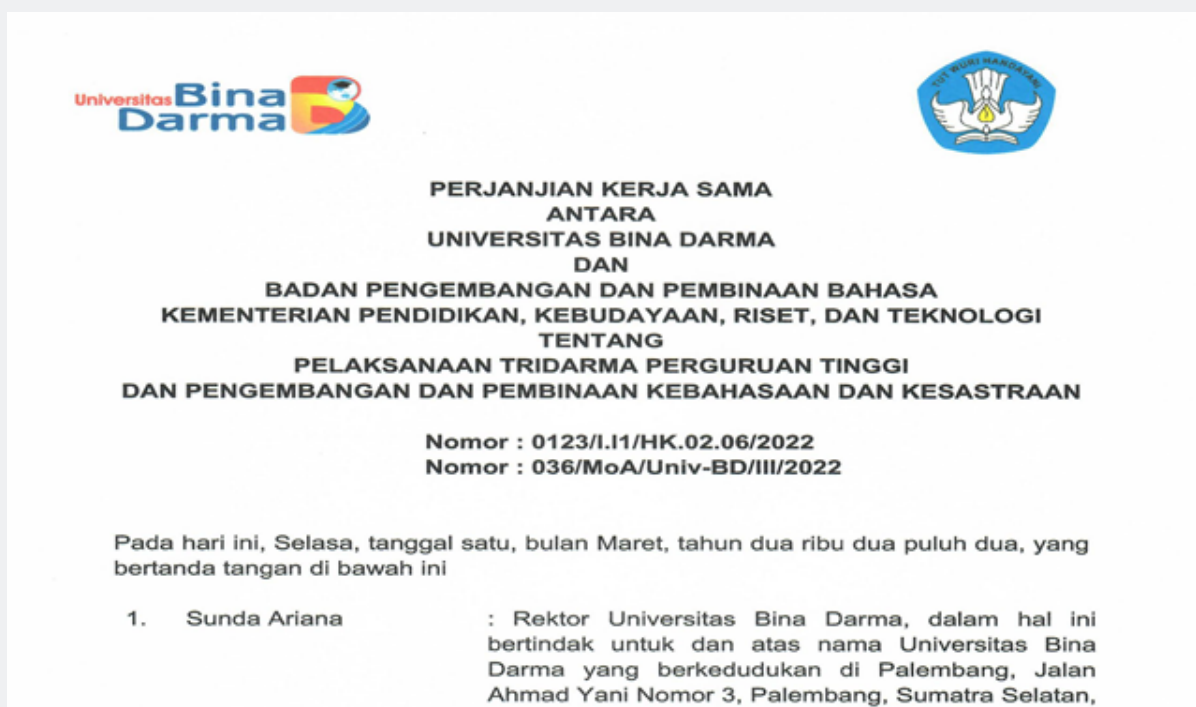 Universitas Bina
Darma
TUT WURI HANDAYANI
PERJANJIAN KERJA SAMA
ANTARA
UNIVERSITAS BINA DARMA
DAN
BADAN PENGEMBANGAN DAN PEMBINAAN BAHASA
KEMENTERIAN PENDIDIKAN, KEBUDAYAAN, RISET, DAN TEKNOLOGI
TENTANG
PELAKSANAAN TRIDARMA PERGURUAN TINGGI
DAN PENGEMBANGAN DAN PEMBINAAN KEBAHASAAN DAN KESASTRAAN
Nomor : 0123/I.I1/HK.02.06/2022
Nomor : 036/MoA/Univ-BD/III/2022
Pada hari ini, Selasa, tanggal satu, bulan Maret, tahun dua ribu dua puluh dua, yang
bertanda tangan di bawah ini
1. Sunda Ariana : Rektor Universitas Bina Darma, dalam hal ini
bertindak untuk dan atas nama Universitas Bina
Darma yang berkedudukan di Palembang, Jalan
Ahmad Yani Nomor 3, Palembang, Sumatra Selatan,